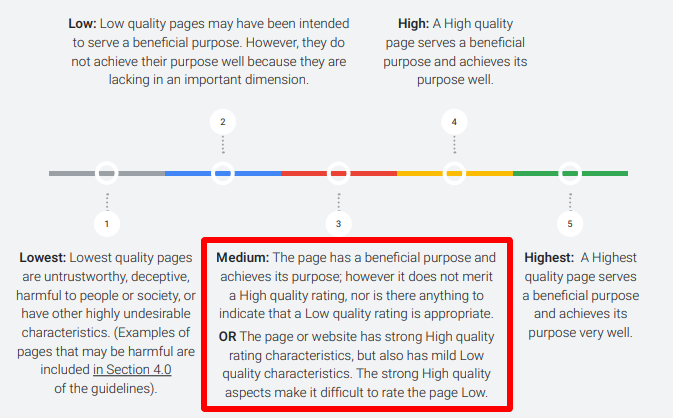 Low: Low quality pages may have been intended
to serve a beneficial purpose. However, they do
not achieve their purpose well because they are
lacking in an important dimension.
High: A High quality
page serves a beneficial
purpose and achieves its
purpose well.
2
4
1
3
5
Lowest: Lowest quality pages
are untrustworthy, deceptive,
harmful to people or society, or
have other highly undesirable
characteristics. (Examples of
pages that may be harmful are
included in Section 4.0
of the guidelines).
Medium: The page has a beneficial purpose and
achieves its purpose; however it does not merit
a High quality rating, nor is there anything to
indicate that a Low quality rating is appropriate.
OR The page or website has strong High quality
rating characteristics, but also has mild Low
quality characteristics. The strong High quality
aspects make it difficult to rate the page Low.
Highest: A Highest
quality page serves
a beneficial purpose
and achieves its
purpose very well.